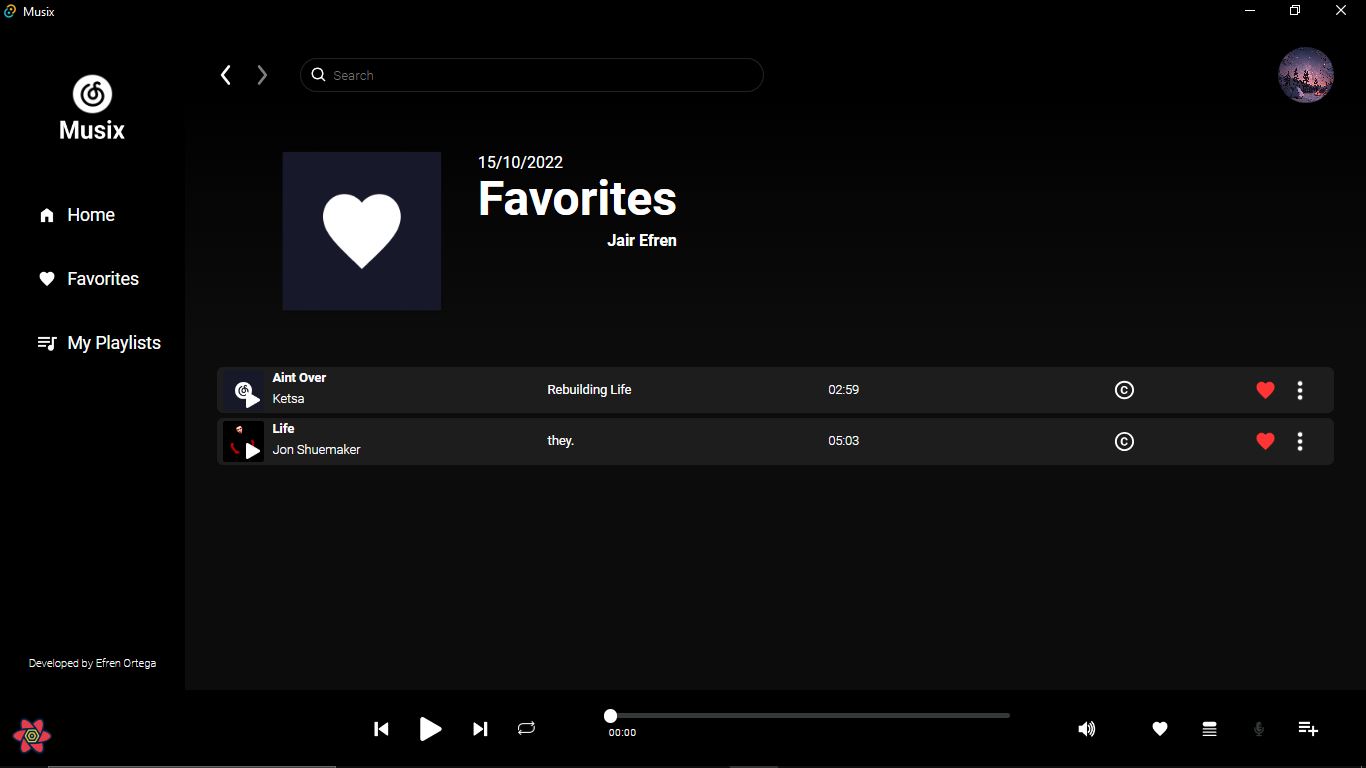 Musix
Search
Musix
Home
Favorites
My Playlists
15/10/2022
Favorites
Jair Efren
Aint Over
Ketsa
Rebuilding Life
02:59
Life
Jon Shuemaker
they.
05:03
Developed by Efren Ortega
00:00